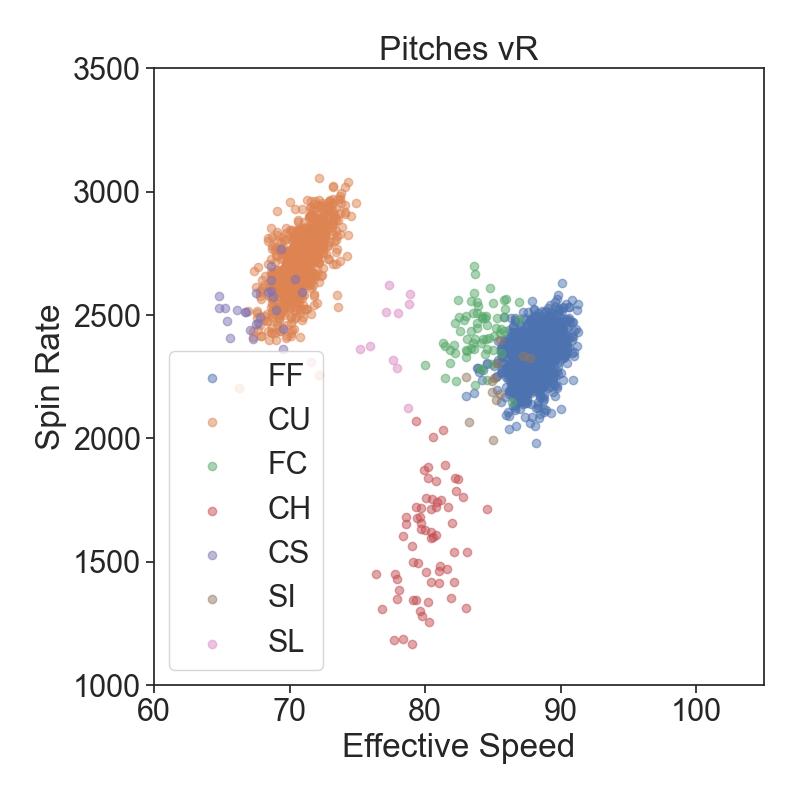 Pitches vR
3500
3000
2500
2000
1500
1000
Spin Rate
FF
CU
FC
CH
CS
SI
SL
60 70 80 90 100
Effective Speed